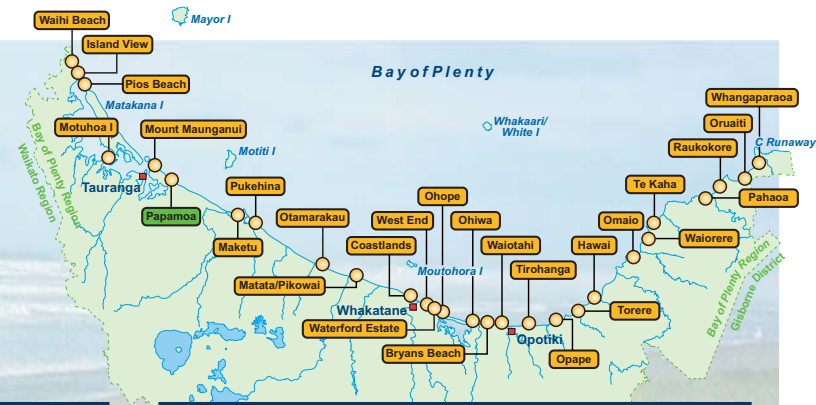 Waihi Beach
Mayor I
Island View
Bay of Plenty
Pios Beach
Matakana I
Whangaparaoa
Motuhoa I
Mount Maunganui
Whakaari/
White I
Oruaiti
C Runaway
Raukokore
Motiti I
Bay of Plenty Region
Waikato Region
Tauranga
Pukehina
Te Kaha
Pahaoa
Papamoa
Otamarakau
Ohope
West End
Ohiwa
Omaio
Maketu
Coastlands
Waiotahi
Hawai
Waiorere
Moutohora I
Tirohanga
Matata/Pikowai
Whakatane
Torere
Waterford Estate
Opotiki
Bryans Beach
Opape
Bay of Plenty Region
Gisborne District